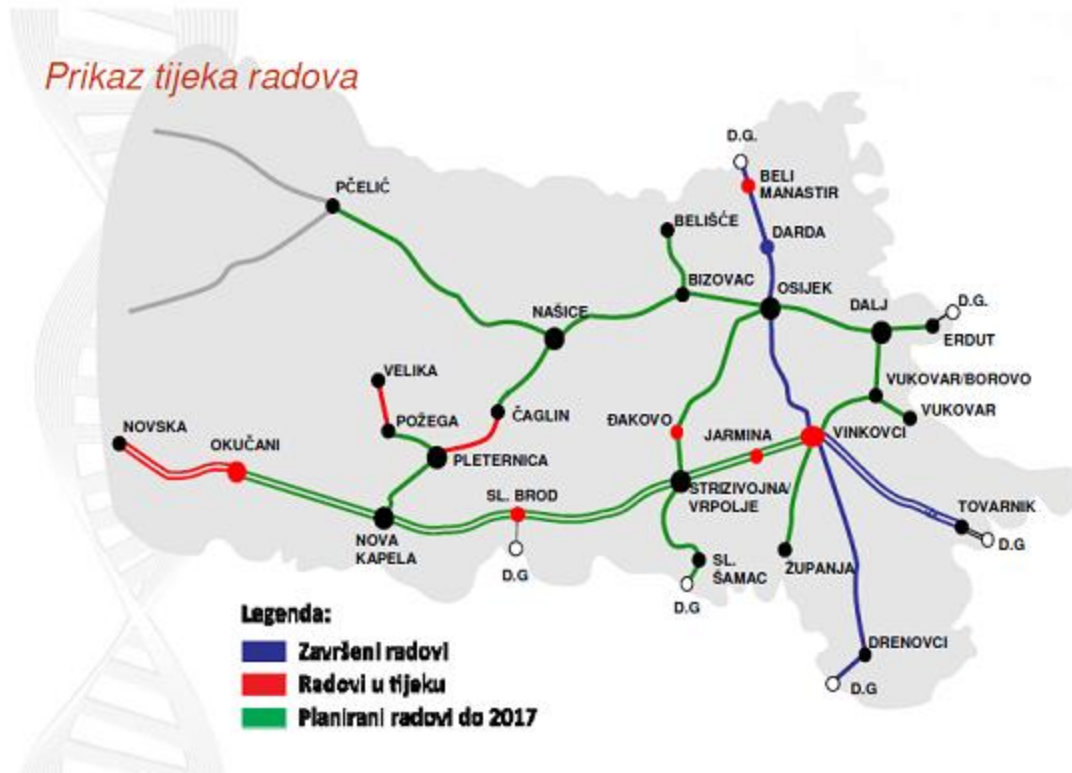 Prikaz tijeka radova
D.G.
BELI
MANASTIR
PČELIĆ
BELIŠĆE
DARDA
BIZOVAC
OSIJEK
DALJ
D.G.
NAŠICE
ERDUT
VELIKA
VUKOVAR/BOROVO
ČAGLIN
VUKOVAR
POŽEGA
ĐAKOVO
NOVSKA
OKUČANI
JARMINA
VINKOVCI
PLETERNICA
STRIZIVOJNA/
VRPOLJE
SL. BROD
TOVARNIK
NOVA
KAPELA
D.G
SL.
ŠAMAC
ŽUPANJA
D.G
D.G
Legenda:
DRENOVCI
Završeni radovi
Radovi u tijeku
D.G
Planirani radovi do 2017